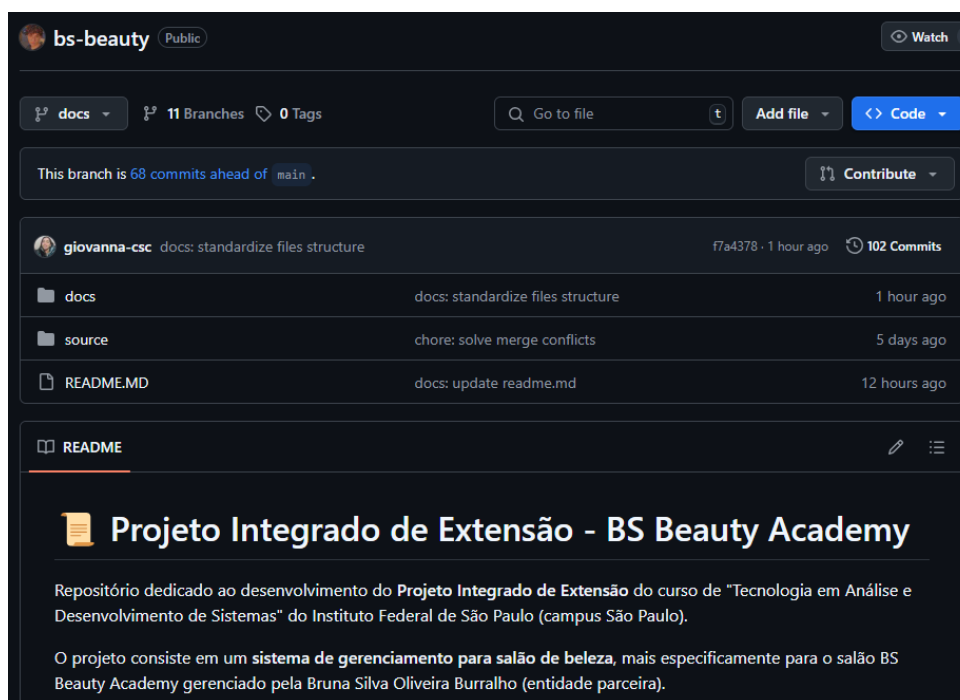 bs-beauty Public
Watch
docs 11 Branches 0 Tags Go to file t Add file Code
This branch is 68 commits ahead of main .
Contribute
giovanna-csc docs: standardize files structure f7a4378 · 1 hour ago 102 Commits
docs docs: standardize files structure 1 hour ago
source chore: solve merge conflicts 5 days ago
README.MD docs: update readme.md 12 hours ago
README
Projeto Integrado de Extensão - BS Beauty Academy
Repositório dedicado ao desenvolvimento do Projeto Integrado de Extensão do curso de "Tecnologia em Análise e
Desenvolvimento de Sistemas" do Instituto Federal de São Paulo (campus São Paulo).
O projeto consiste em um sistema de gerenciamento para salão de beleza, mais especificamente para o salão BS
Beauty Academy gerenciado pela Bruna Silva Oliveira Burralho (entidade parceira).